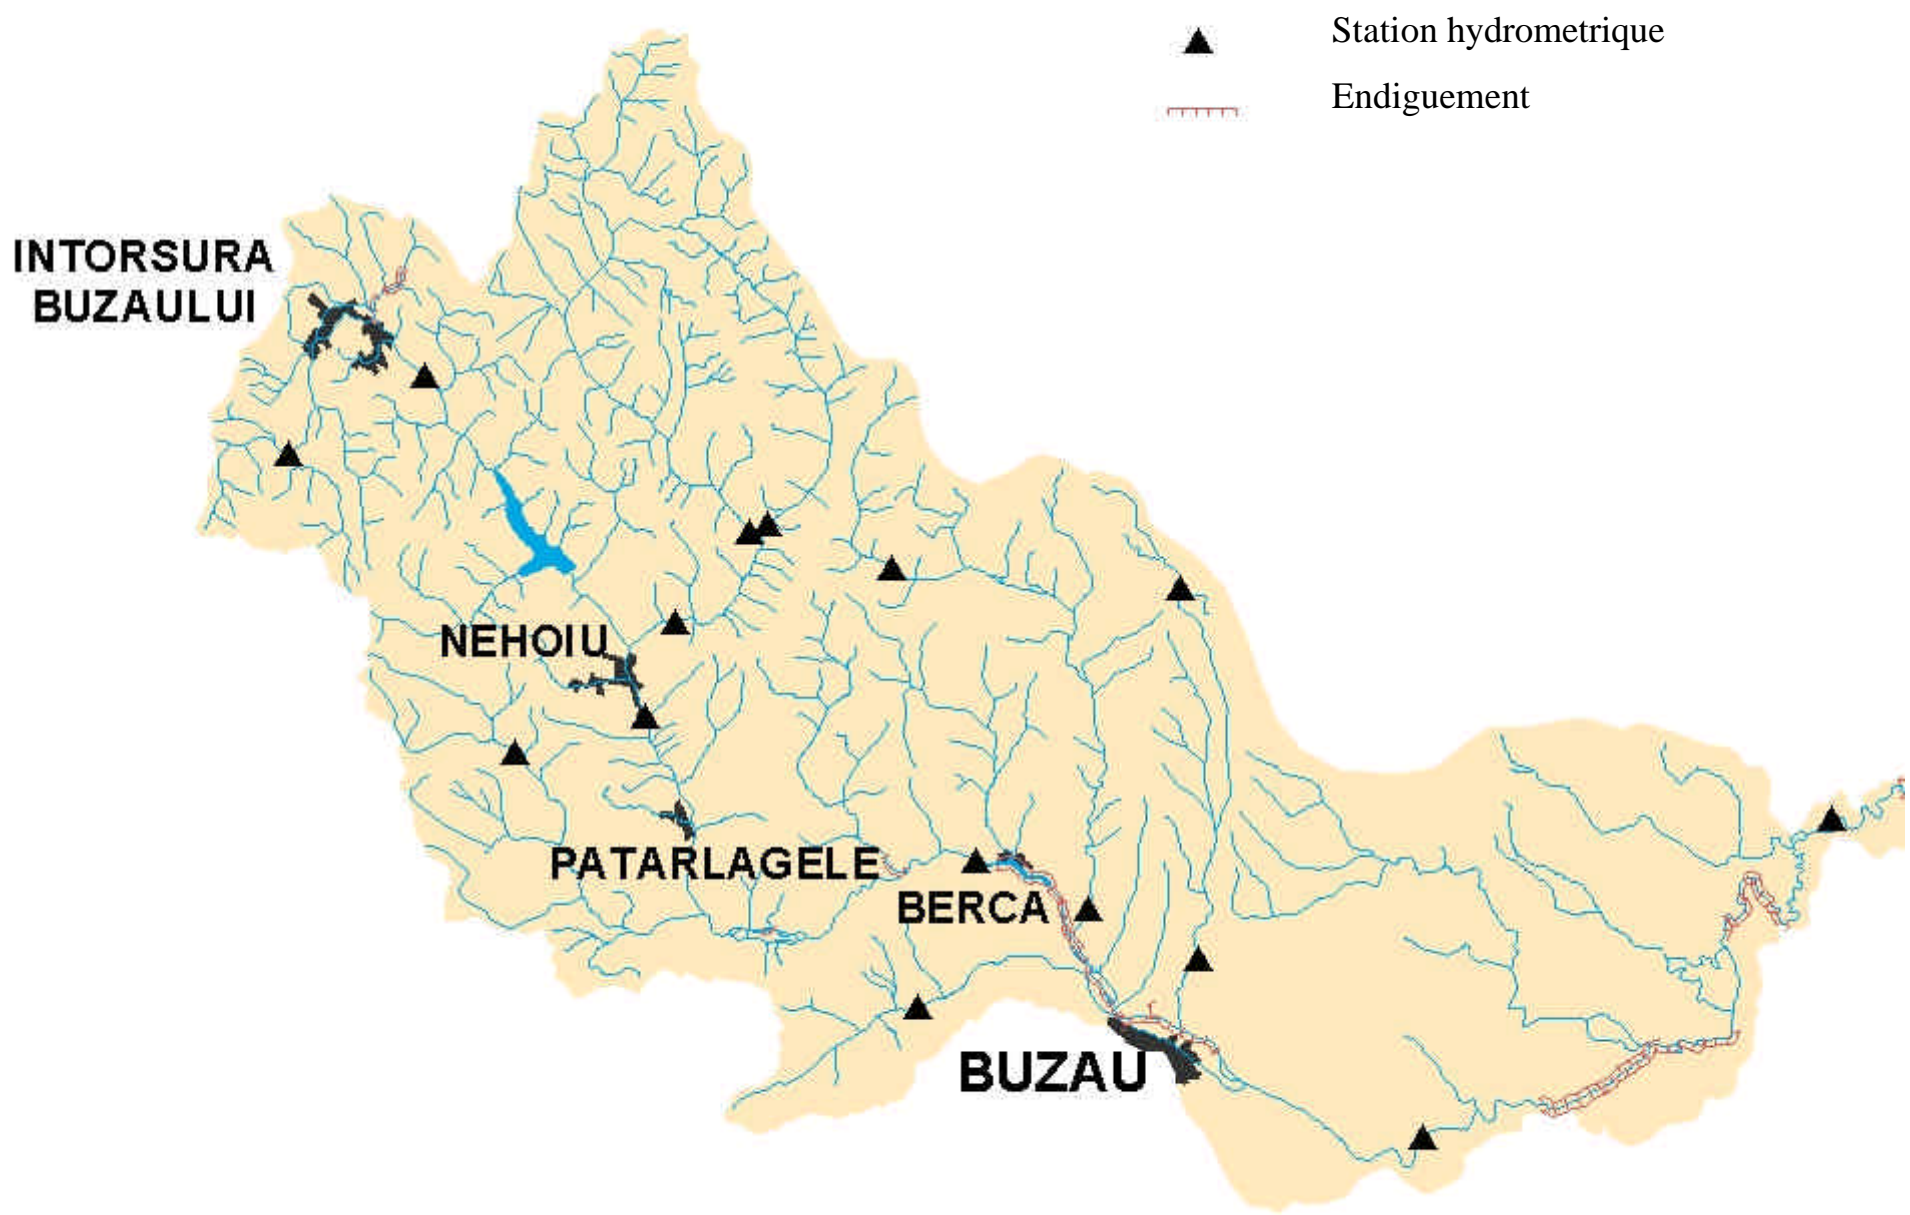 Station hydrometrique
Endiguement
INTORSURA
BUZAULUI
NEHOIU
PATARLAGELE
BERCA
BUZAU